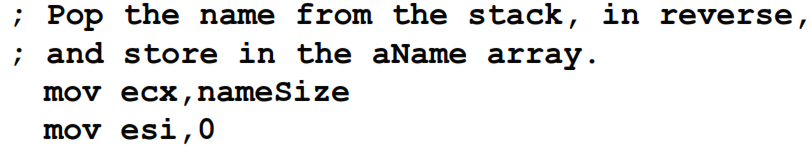 ; Pop the name from the stack, in reverse,
; and store in the aName array.
mov ecx,nameSize
mov esi,0